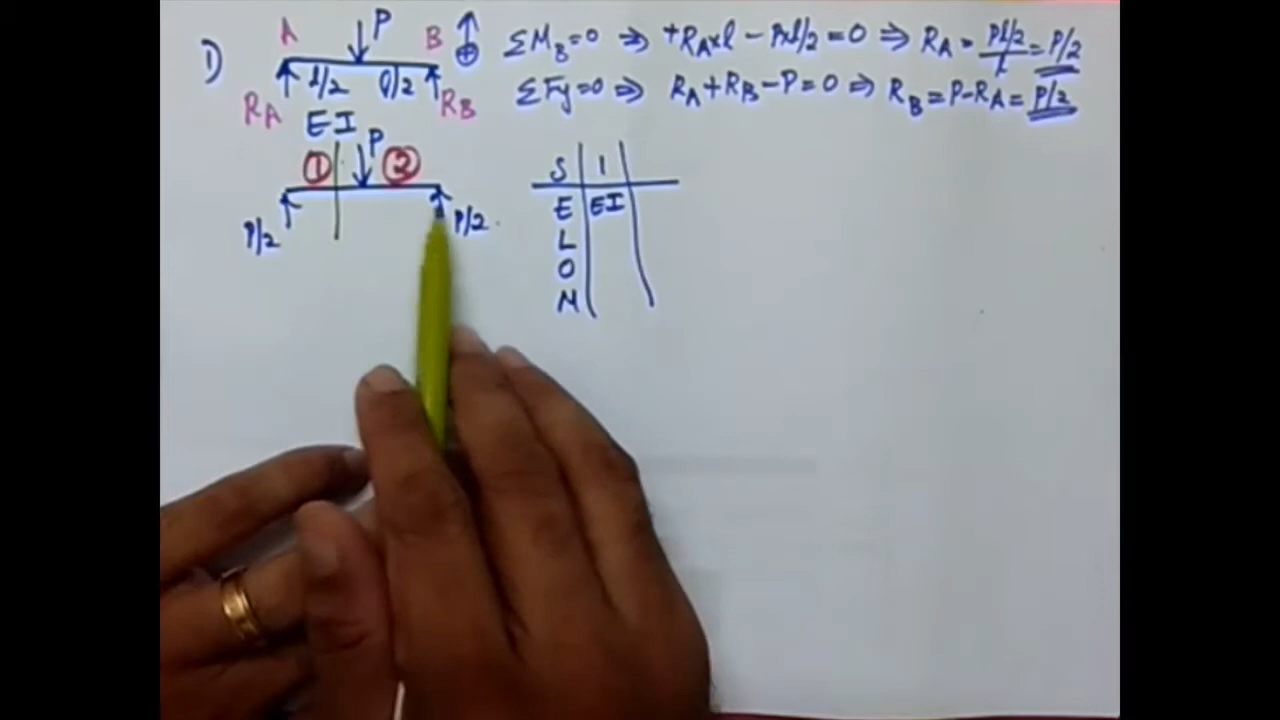 1) A P B ⊕
ΣM_B=0 ⇒ +R_A×l − P×l/2=0 ⇒ R_A = Pl/2 / l = P/2
l/2 l/2
ΣFy=0 ⇒ R_A+R_B−P=0 ⇒ R_B=P−R_A= P/2
R_A R_B
EI
P
① ②
P/2 P/2
S 1
E EI
L
O
M